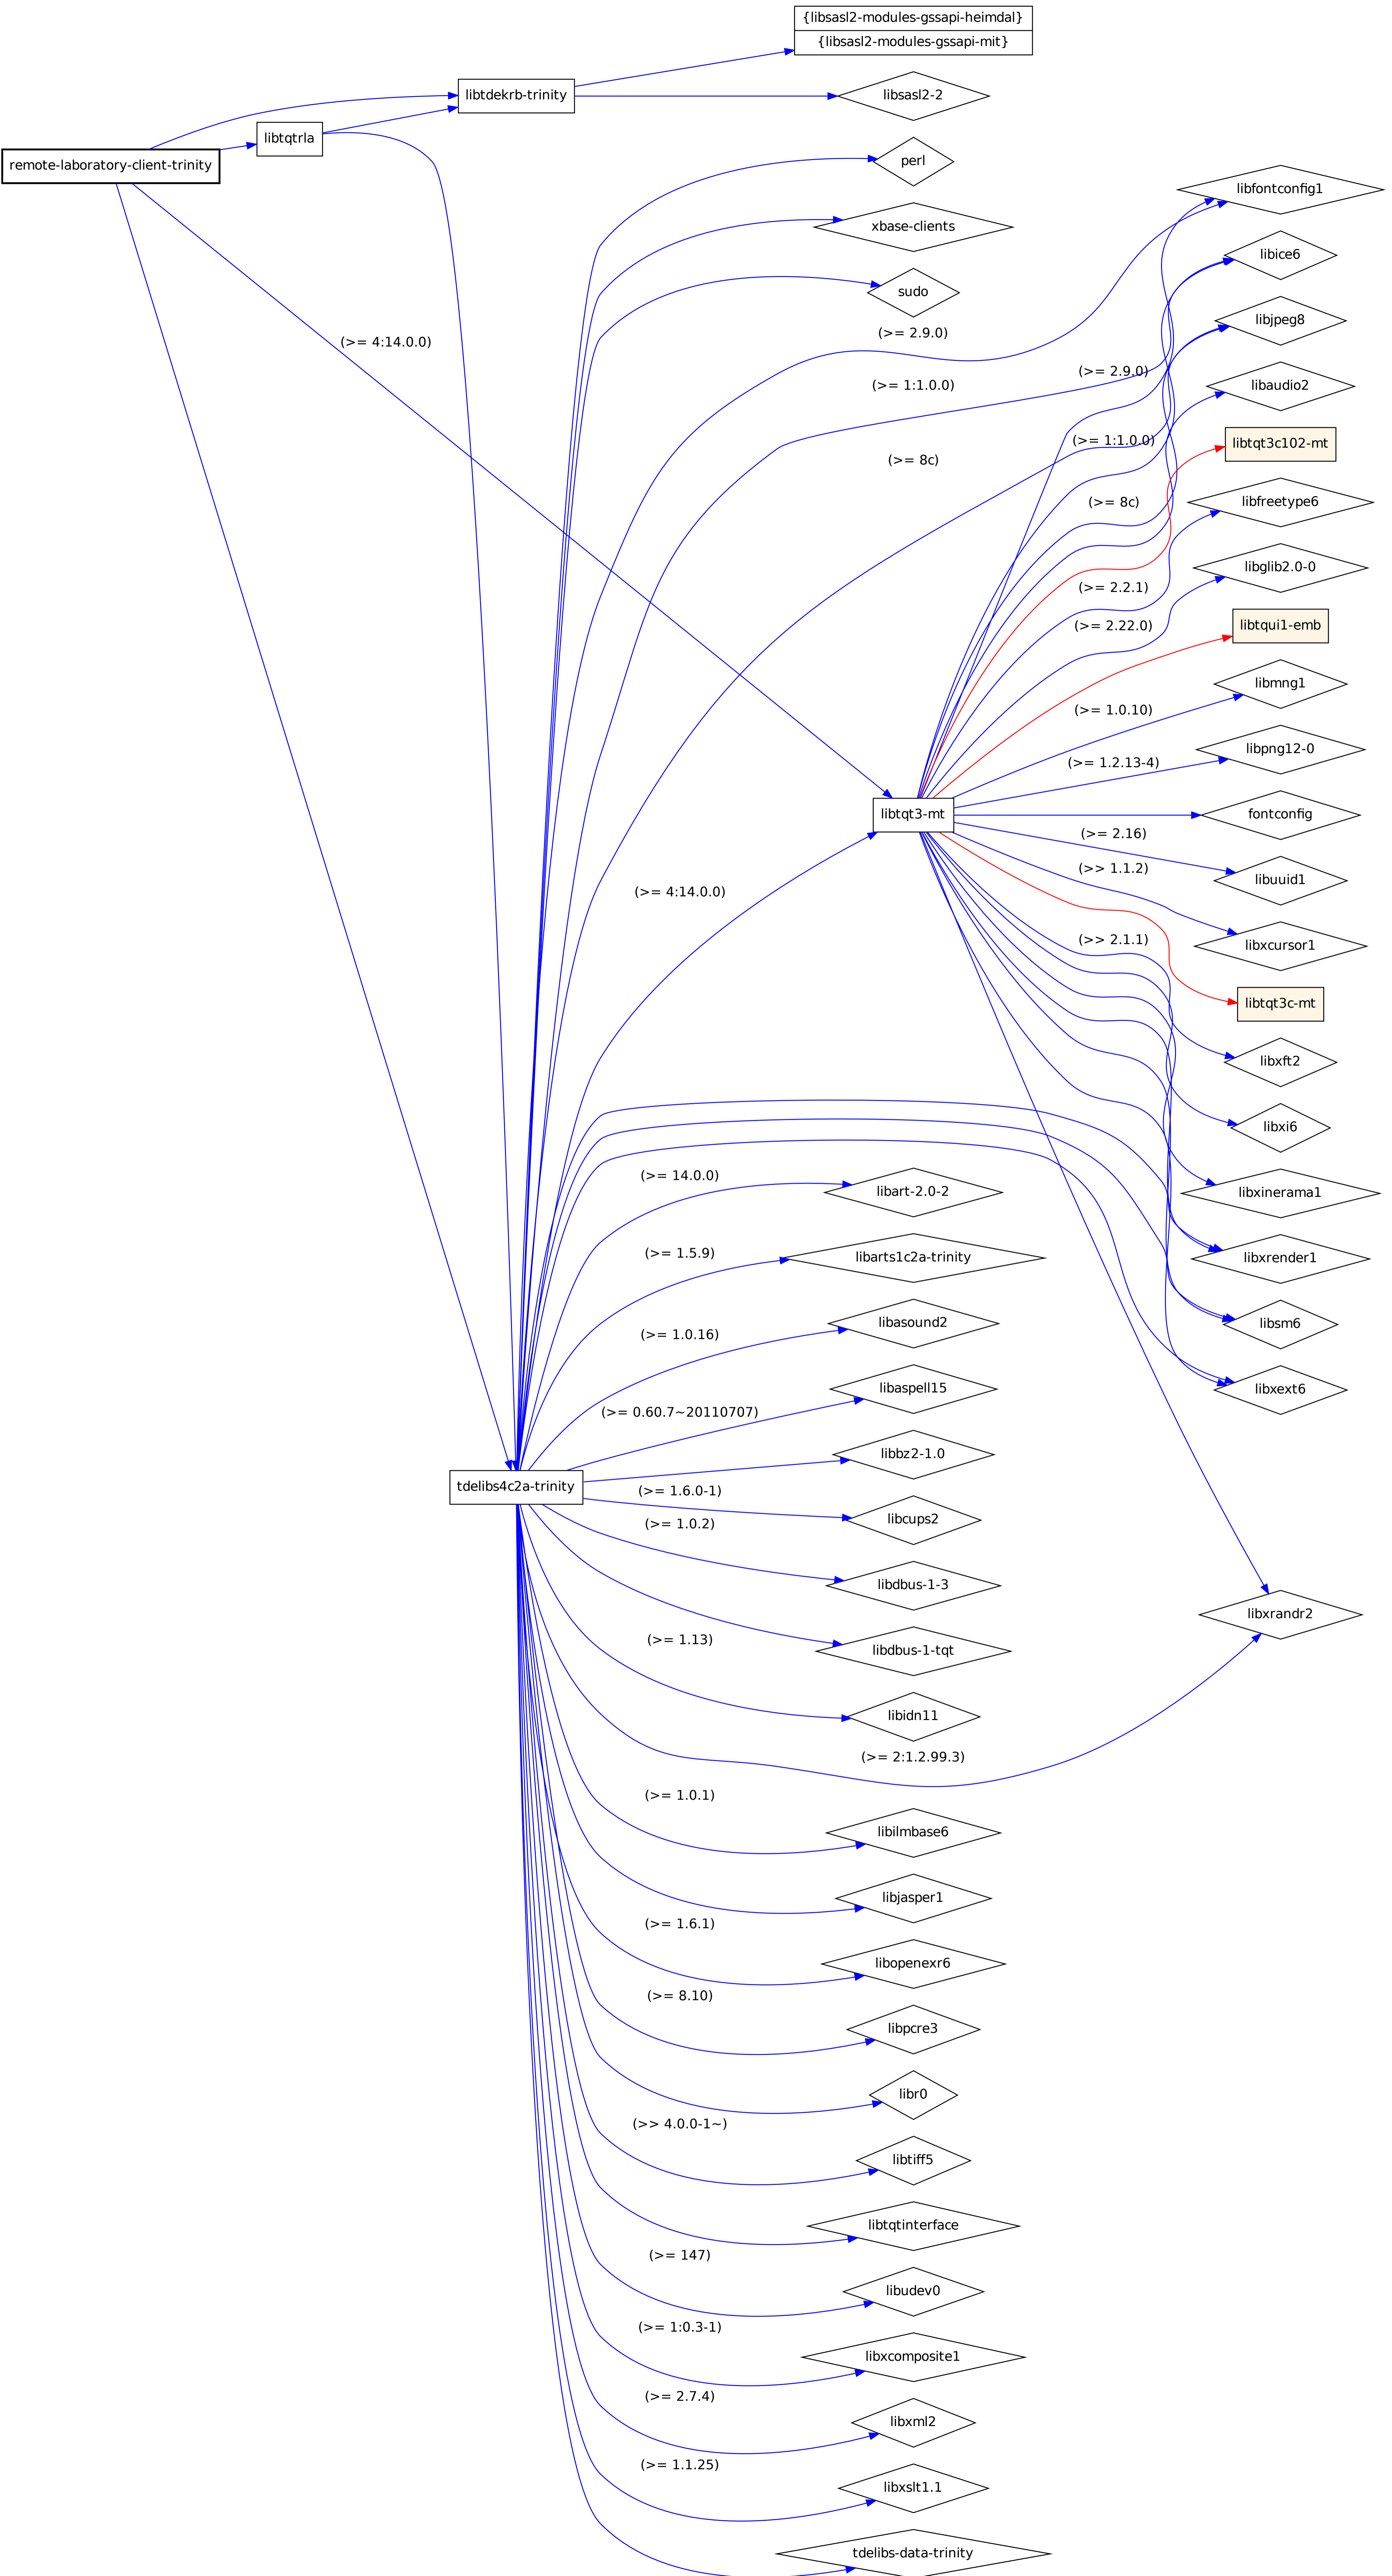 {libsasl2-modules-gssapi-heimdal}
{libsasl2-modules-gssapi-mit}
libtdekrb-trinity
libsasl2-2
libtqtrla
remote-laboratory-client-trinity
perl
libfontconfig1
xbase-clients
libice6
sudo
libjpeg8
(>= 2.9.0)
(>= 4:14.0.0)
(>= 2.9.0)
(>= 1:1.0.0)
libaudio2
(>= 1:1.0.0)
libtqt3c102-mt
(>= 8c)
(>= 8c)
libfreetype6
libglib2.0-0
(>= 2.2.1)
(>= 2.22.0)
libtqui1-emb
libmng1
(>= 1.0.10)
libpng12-0
(>= 1.2.13-4)
libtqt3-mt
fontconfig
(>= 2.16)
(>> 1.1.2)
libuuid1
(>= 4:14.0.0)
(>> 2.1.1)
libxcursor1
libtqt3c-mt
libxft2
libxi6
(>= 14.0.0)
libart-2.0-2
libxinerama1
(>= 1.5.9)
libarts1c2a-trinity
libxrender1
libasound2
libsm6
(>= 1.0.16)
libaspell15
libxext6
(>= 0.60.7~20110707)
libbz2-1.0
tdelibs4c2a-trinity
(>= 1.6.0-1)
libcups2
(>= 1.0.2)
libdbus-1-3
libxrandr2
(>= 1.13)
libdbus-1-tqt
libidn11
(>= 2:1.2.99.3)
(>= 1.0.1)
libilmbase6
libjasper1
(>= 1.6.1)
libopenexr6
(>= 8.10)
libpcre3
libr0
(>> 4.0.0-1~)
libtiff5
libtqtinterface
(>= 147)
libudev0
(>= 1:0.3-1)
libxcomposite1
(>= 2.7.4)
libxml2
(>= 1.1.25)
libxslt1.1
tdelibs-data-trinity